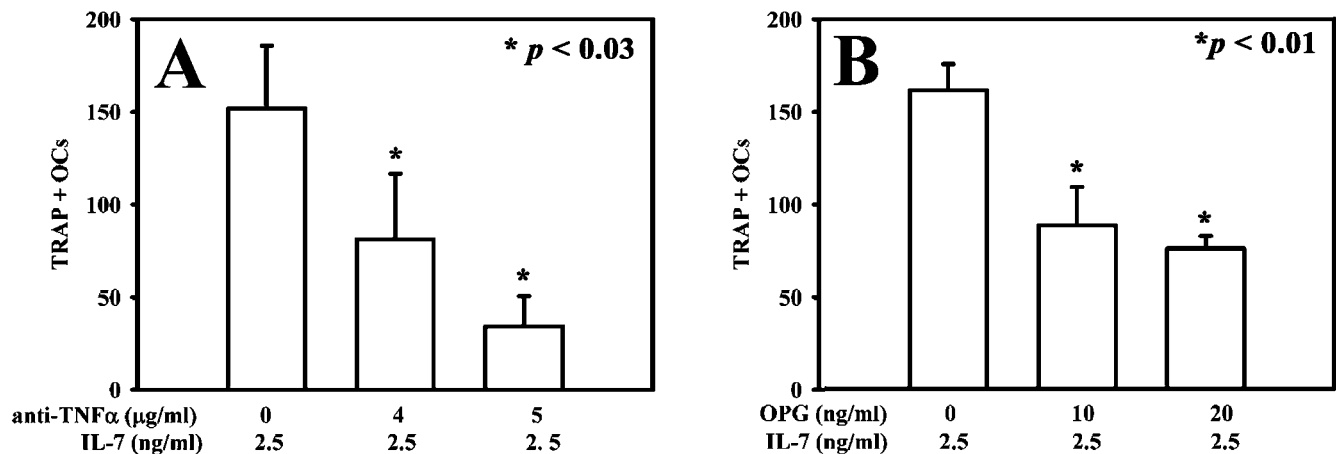 A
* p < 0.03
TRAP + OCs
200
150
100
50
0
*
*
anti-TNFα (μg/ml) 0 4 5
IL-7 (ng/ml) 2.5 2.5 2. 5
B
*p < 0.01
TRAP + OCs
200
150
100
50
0
*
*
OPG (ng/ml) 0 10 20
IL-7 (ng/ml) 2.5 2.5 2.5